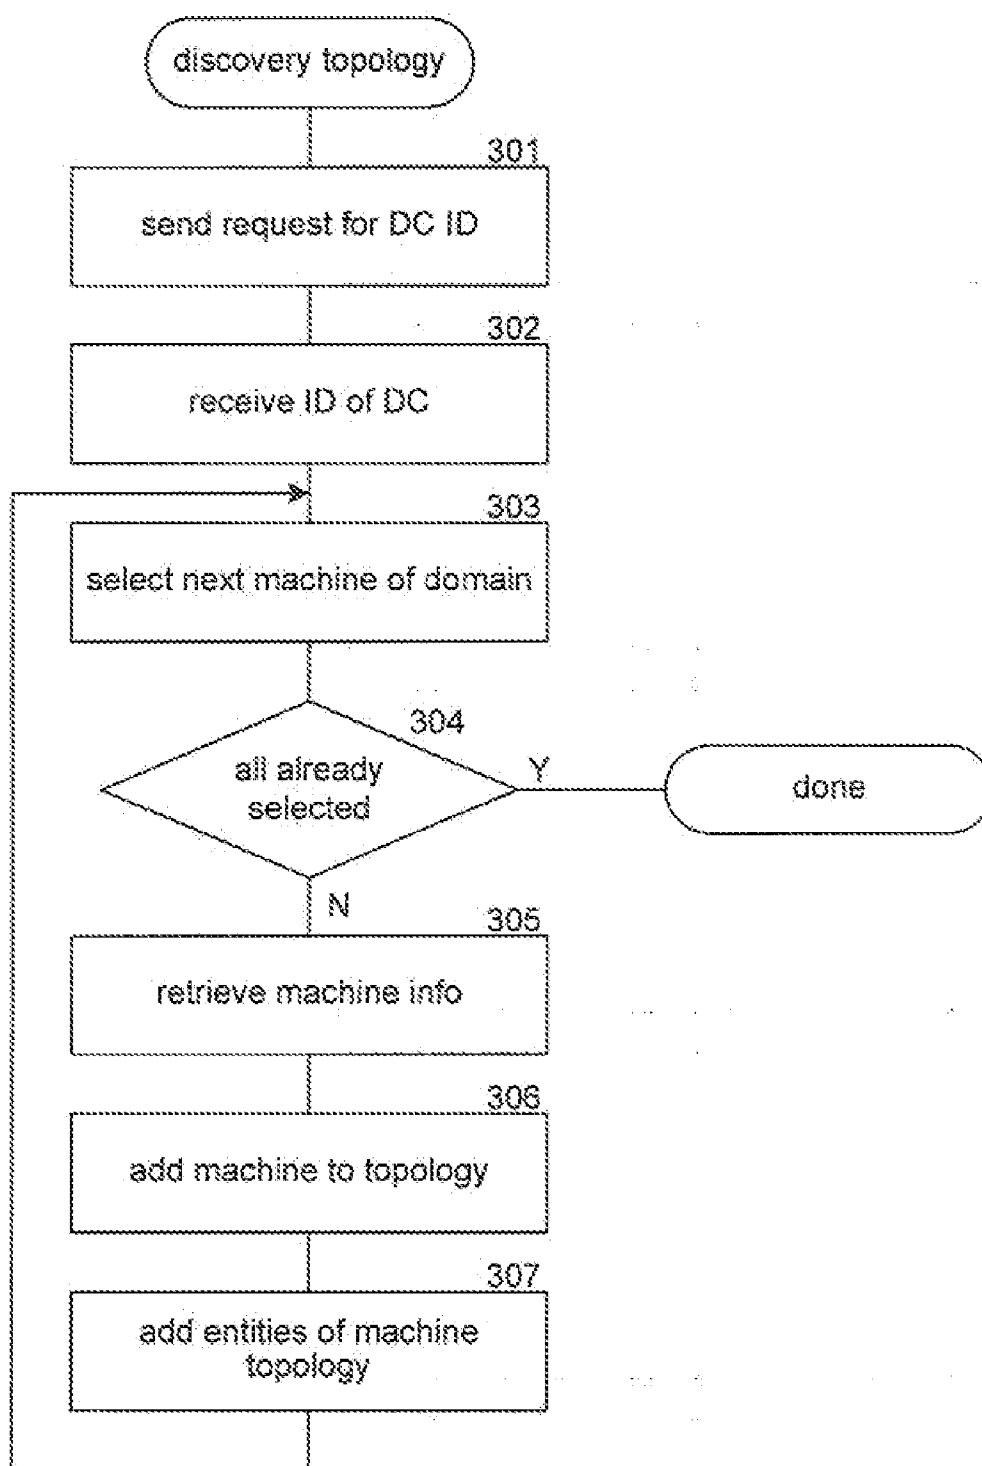 discovery topology
301
send request for DC ID
302
receive ID of DC
303
select next machine of domain
304
all already
selected
Y
done
N
305
retrieve machine info
306
add machine to topology
307
add entities of machine
topology